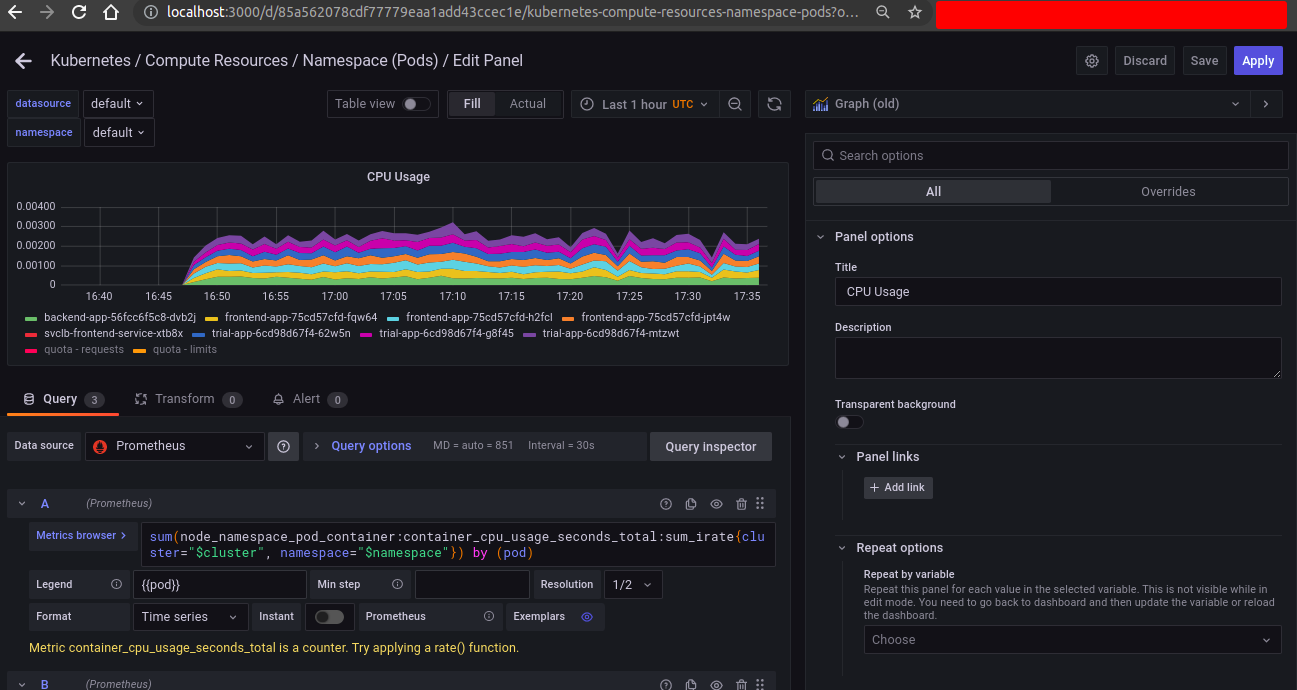 localhost:3000/d/85a562078cdf77779eaa1add43ccec1e/kubernetes-compute-resources-namespace-pods?o...
Kubernetes / Compute Resources / Namespace (Pods) / Edit Panel
Discard Save Apply
datasource default
Table view Fill Actual Last 1 hour UTC
Graph (old)
namespace default
Search options
All Overrides
CPU Usage
0.00400
0.00300
0.00200
0.00100
0
16:40 16:45 16:50 16:55 17:00 17:05 17:10 17:15 17:20 17:25 17:30 17:35
backend-app-56fcc6f5c8-dvb2j frontend-app-75cd57cfd-fqw64 frontend-app-75cd57cfd-h2fcl frontend-app-75cd57cfd-jpt4w
svclb-frontend-service-xtb8x trial-app-6cd98d67f4-62w5n trial-app-6cd98d67f4-g8f45 trial-app-6cd98d67f4-mtzwt
quota - requests quota - limits
Panel options
Title
CPU Usage
Description
Transparent background
Panel links
+ Add link
Repeat options
Repeat by variable
Repeat this panel for each value in the selected variable. This is not visible while in
edit mode. You need to go back to dashboard and then update the variable or reload
the dashboard.
Choose
Query 3 Transform 0 Alert 0
Data source Prometheus Query options MD = auto = 851 Interval = 30s Query inspector
A (Prometheus)
Metrics browser > sum(node_namespace_pod_container:container_cpu_usage_seconds_total:sum_irate{clu
ster="$cluster", namespace="$namespace"}) by (pod)
Legend {{pod}} Min step Resolution 1/2
Format Time series Instant Prometheus Exemplars
Metric container_cpu_usage_seconds_total is a counter. Try applying a rate() function.
B (Prometheus)